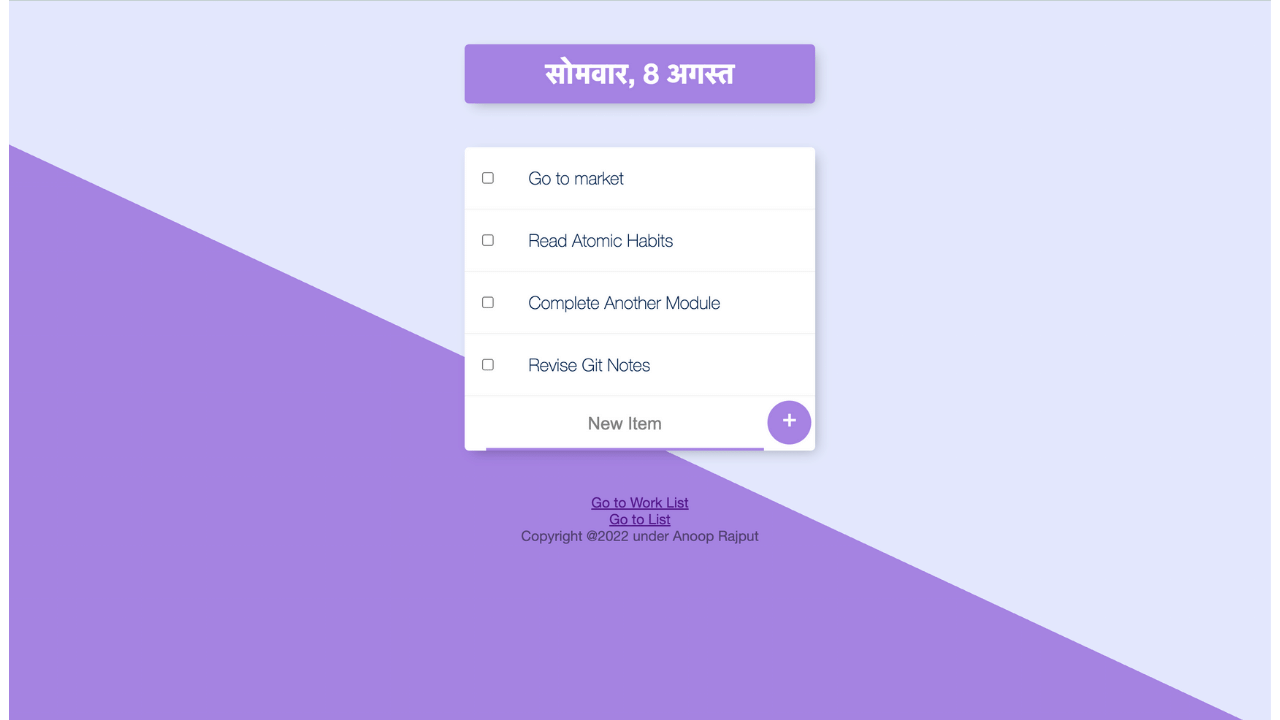 सोमवार, 8 अगस्त
Go to market
Read Atomic Habits
Complete Another Module
Revise Git Notes
New Item
+
Go to Work List
Go to List
Copyright @2022 under Anoop Rajput